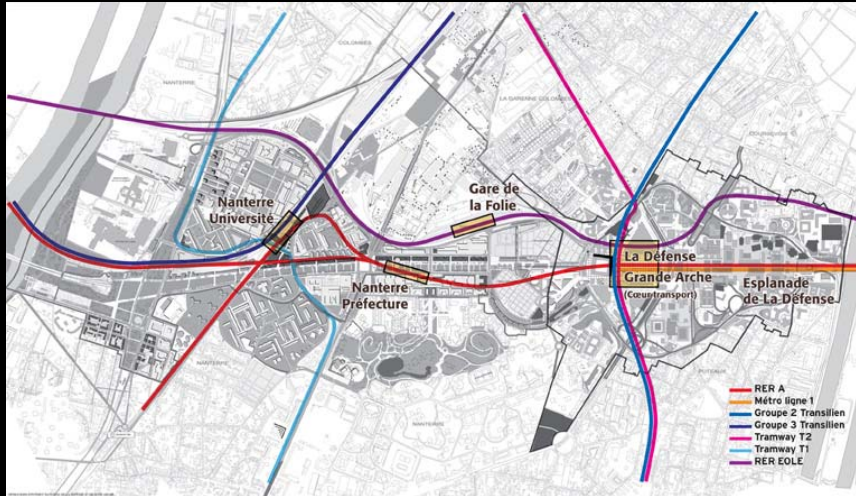 COLOMBES
NANTERRE
LA GARENNE COLOMBES
COURBEVOIE
Nanterre
Université
Gare de
la Folie
La Défense
Grande Arche
(Cœur transport)
Esplanade
de La Défense
Nanterre
Préfecture
NANTERRE
PUTEAUX
NANTERRE
RER A
Métro ligne 1
Groupe 2 Transilien
Groupe 3 Transilien
Tramway T2
Tramway T1
RER EOLE